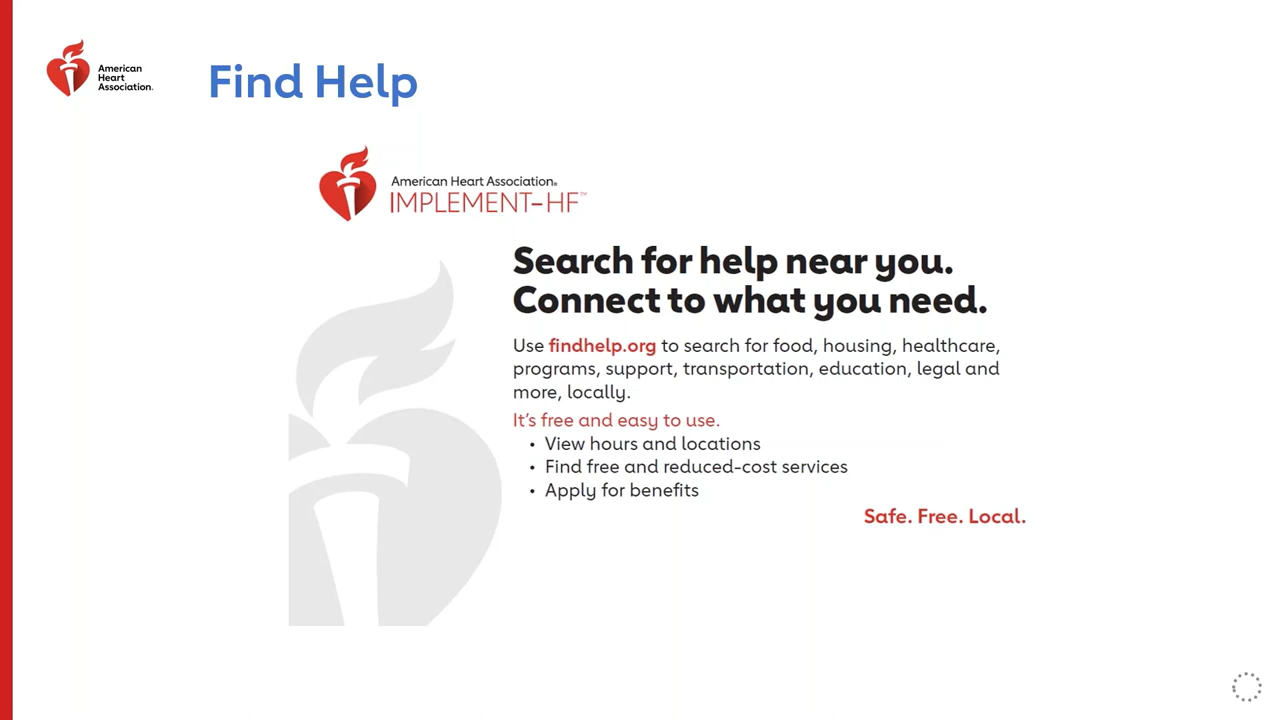 American
Heart
Association.
Find Help
American Heart Association®
IMPLEMENT–HF™
Search for help near you.
Connect to what you need.
Use findhelp.org to search for food, housing, healthcare,
programs, support, transportation, education, legal and
more, locally.
It's free and easy to use.
• View hours and locations
• Find free and reduced-cost services
• Apply for benefits
Safe. Free. Local.